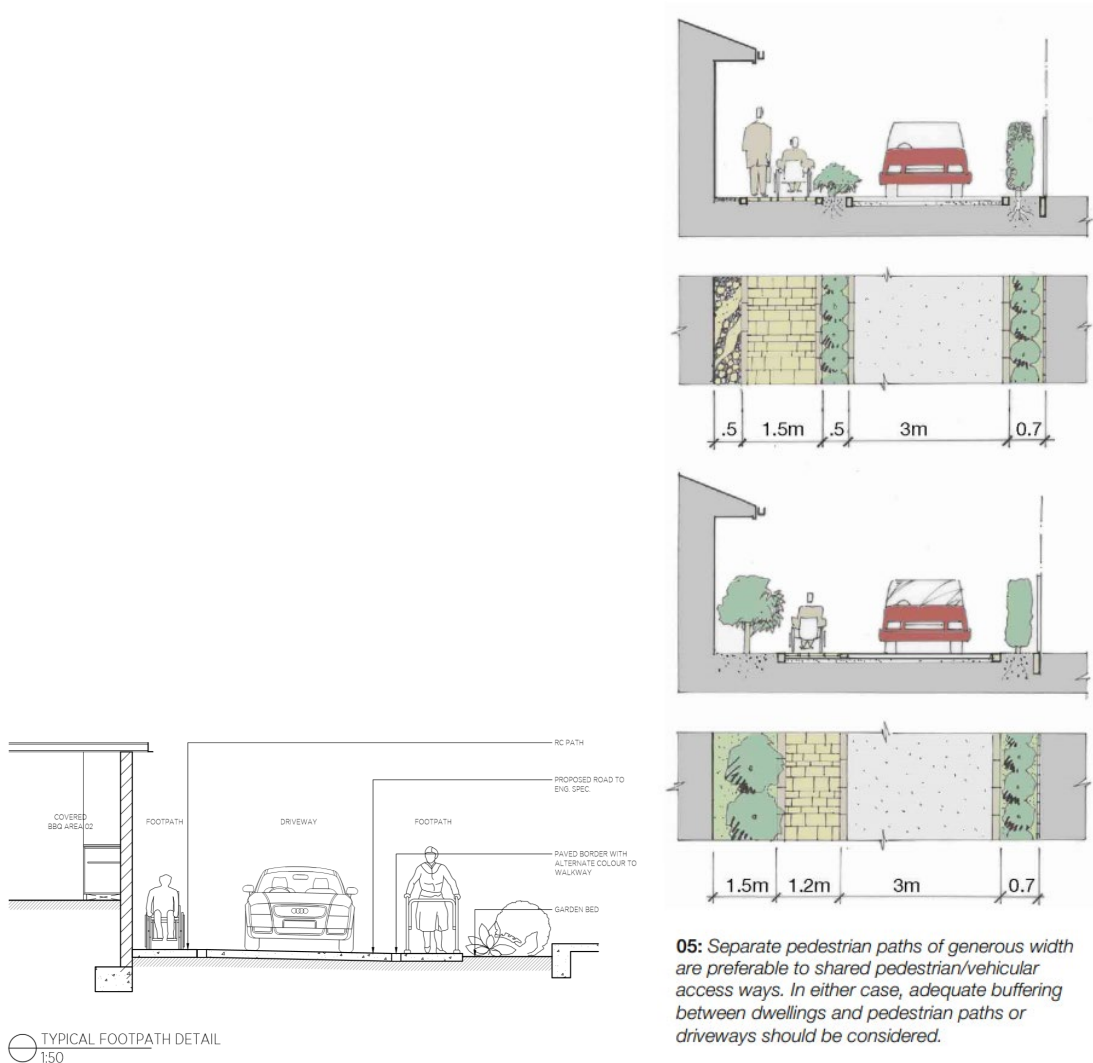 .5 1.5m .5 3m 0.7
1.5m 1.2m 3m 0.7
05: Separate pedestrian paths of generous width
are preferable to shared pedestrian/vehicular
access ways. In either case, adequate buffering
between dwellings and pedestrian paths or
driveways should be considered.
RC PATH
PROPOSED ROAD TO
ENG. SPEC.
COVERED
BBQ AREA 02
FOOTPATH DRIVEWAY FOOTPATH
PAVED BORDER WITH
ALTERNATE COLOUR TO
WALKWAY
GARDEN BED
TYPICAL FOOTPATH DETAIL
1:50